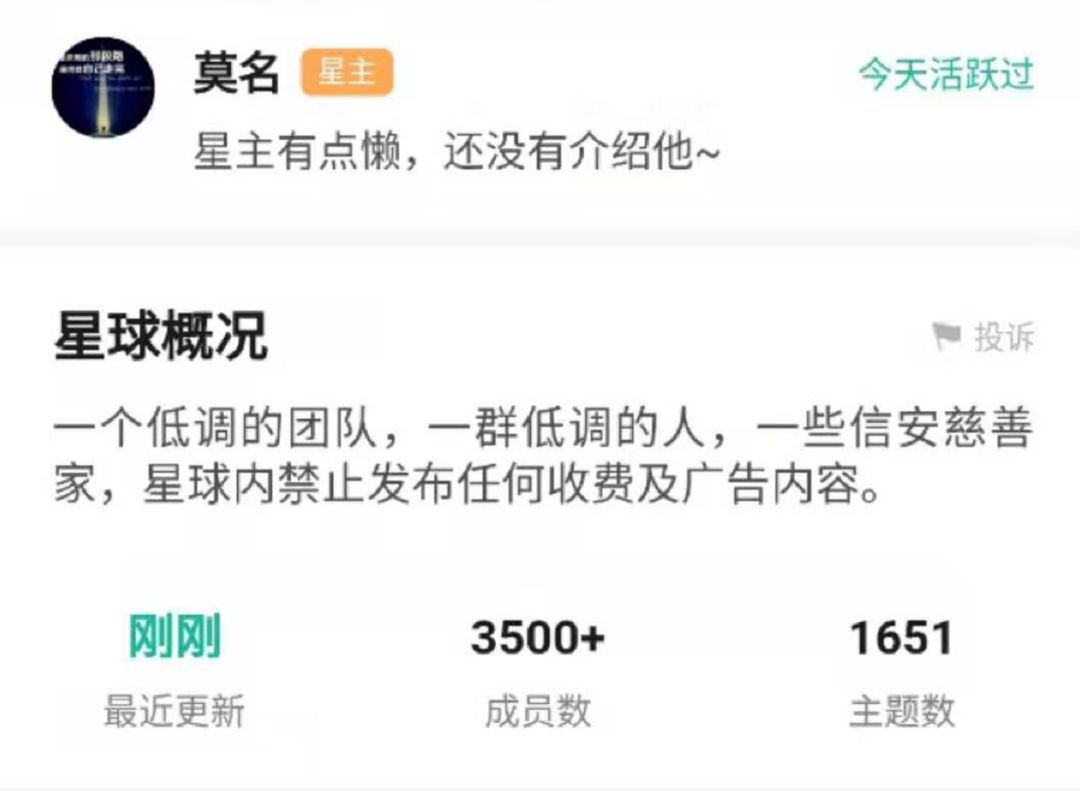 莫名 星主 今天活跃过
星主有点懒，还没有介绍他~
星球概况 投诉
一个低调的团队，一群低调的人，一些信安慈善
家，星球内禁止发布任何收费及广告内容。
刚刚 3500+ 1651
最近更新 成员数 主题数